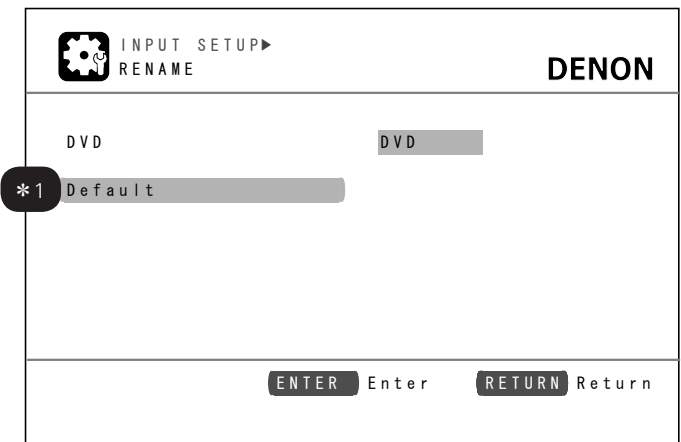 INPUT SETUP▶
RENAME
DENON
DVD DVD
*1 Default
ENTER Enter RETURN Return